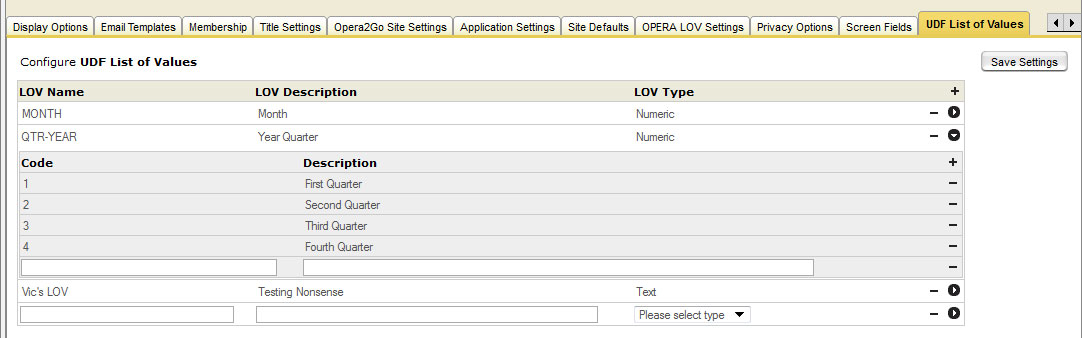 Display Options Email Templates Membership Title Settings Opera2Go Site Settings Application Settings Site Defaults OPERA LOV Settings Privacy Options Screen Fields UDF List of Values
Configure UDF List of Values Save Settings
LOV Name LOV Description LOV Type +
MONTH Month Numeric −
QTR-YEAR Year Quarter Numeric −
Code Description +
1 First Quarter −
2 Second Quarter −
3 Third Quarter −
4 Fourth Quarter −
−
Vic's LOV Testing Nonsense Text −
Please select type −